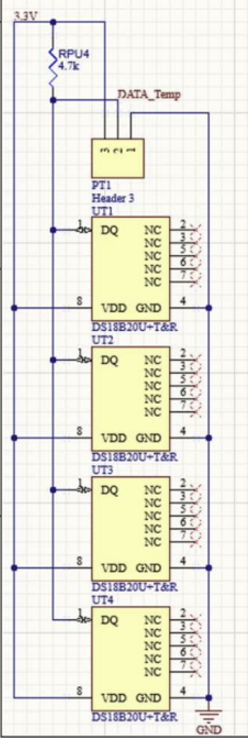 3.3V
RPU4
4.7k
DATA_Temp
3 2 1
PT1
Header 3
UT1
1 DQ NC 2
NC 3
NC 5
NC 6
NC 7
8 VDD GND 4
DS18B20U+T&R
UT2
1 DQ NC 2
NC 3
NC 5
NC 6
NC 7
8 VDD GND 4
DS18B20U+T&R
UT3
1 DQ NC 2
NC 3
NC 5
NC 6
NC 7
8 VDD GND 4
DS18B20U+T&R
UT4
1 DQ NC 2
NC 3
NC 5
NC 6
NC 7
8 VDD GND 4
DS18B20U+T&R
GND